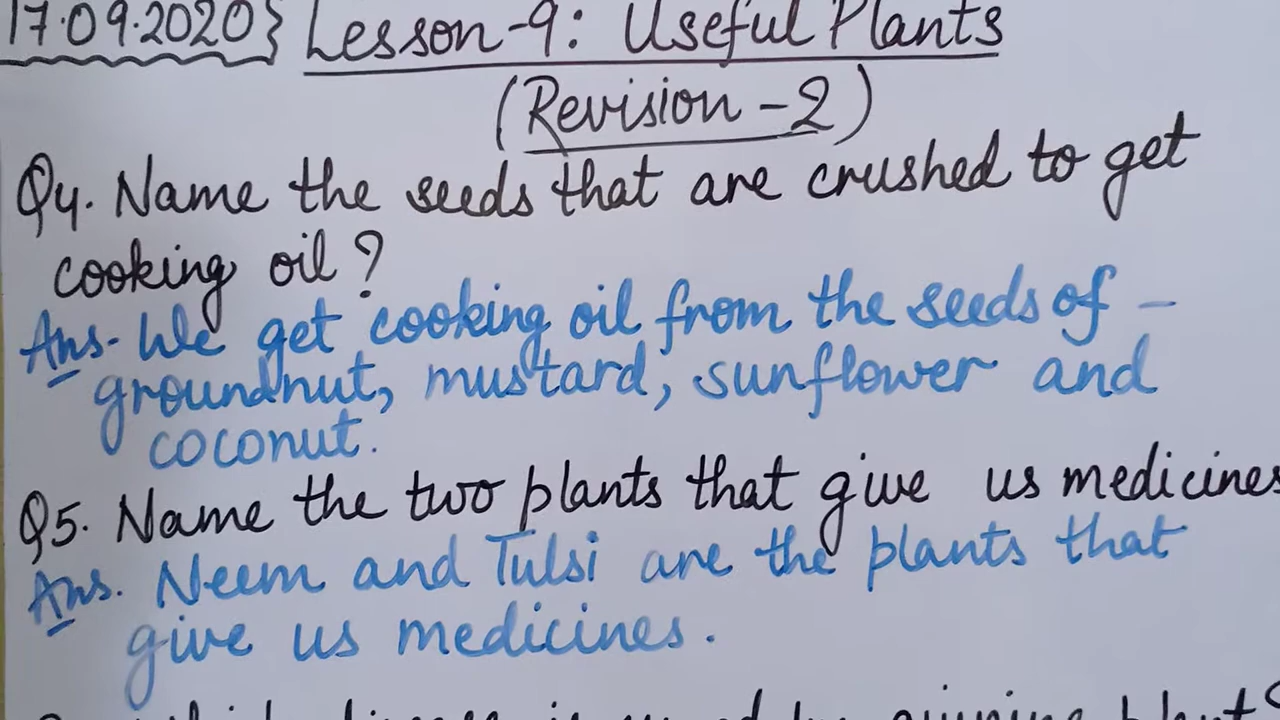 17.09.2020} Lesson-9: Useful Plants
(Revision-2)
Q4. Name the seeds that are crushed to get
cooking oil?
Ans- We get cooking oil from the seeds of -
groundnut, mustard, sunflower and
coconut.
Q5. Name the two plants that give us medicines
Ans. Neem and Tulsi are the plants that
give us medicines.